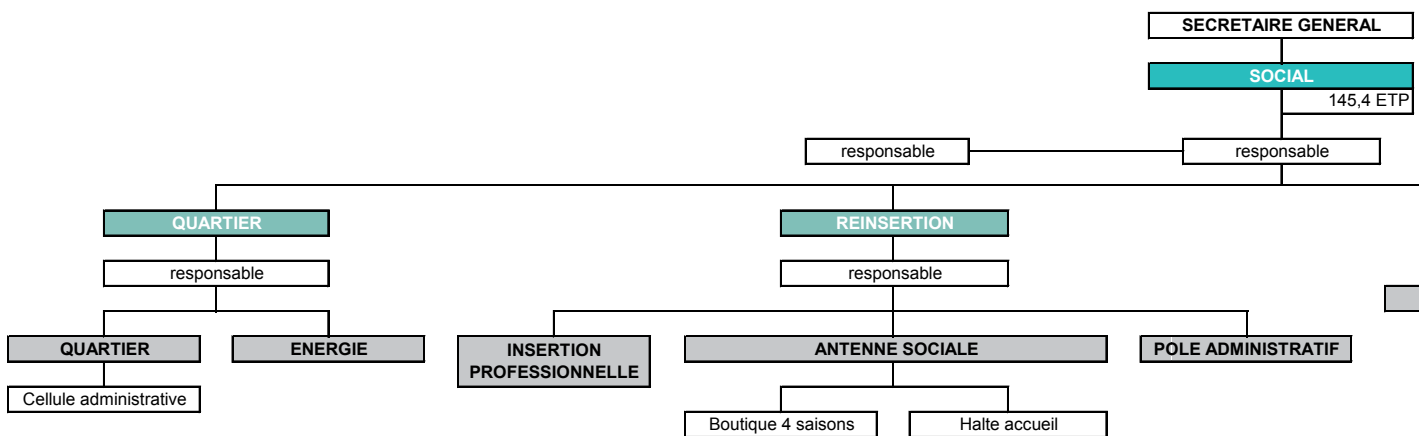 SECRETAIRE GENERAL
SOCIAL
145,4 ETP
responsable
responsable
QUARTIER
REINSERTION
responsable
responsable
QUARTIER
ENERGIE
INSERTION
PROFESSIONNELLE
ANTENNE SOCIALE
POLE ADMINISTRATIF
Cellule administrative
Boutique 4 saisons
Halte accueil